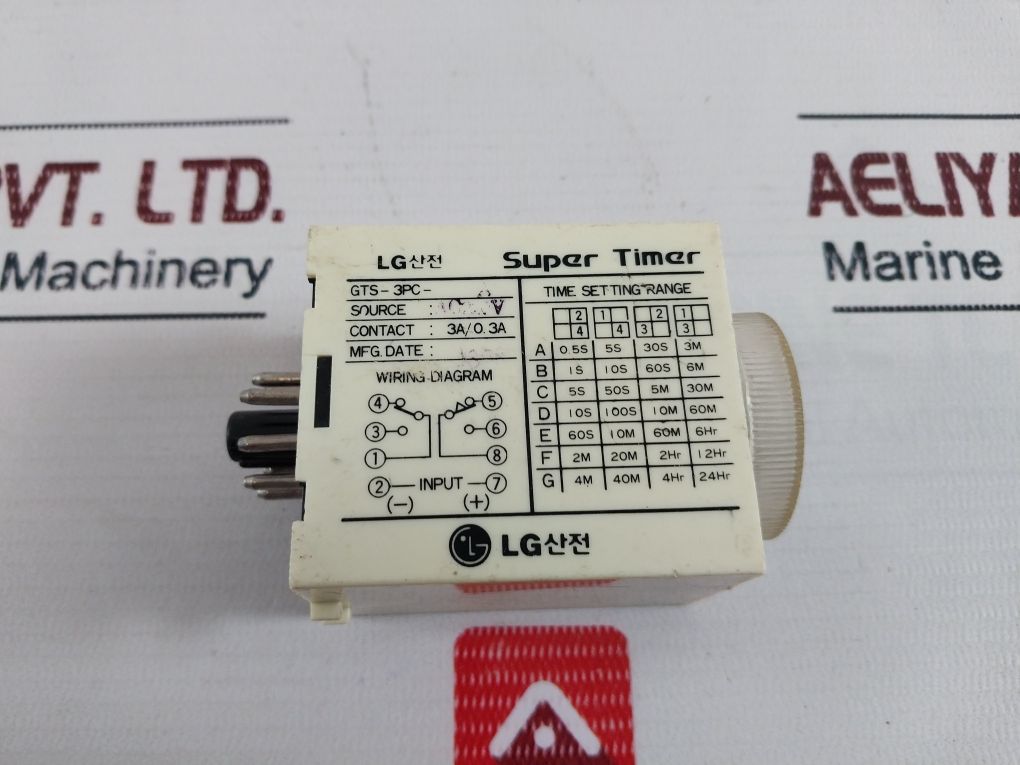 PVT. LTD.
Machinery
AELIY
Marine
LG산전 Super Timer
GTS-3PC-
SOURCE :
CONTACT : 3A/0.3A
MFG. DATE :
WIRING DIAGRAM
4 5
3 6
1 8
2 INPUT 7
(-) (+)
TIME SETTING RANGE
2 1 2 1
4 4 3 3
A 0.5S 5S 30S 3M
B 1S 10S 60S 6M
C 5S 50S 5M 30M
D 10S 100S 10M 60M
E 60S 10M 60M 6Hr
F 2M 20M 2Hr 12Hr
G 4M 40M 4Hr 24Hr
LG산전